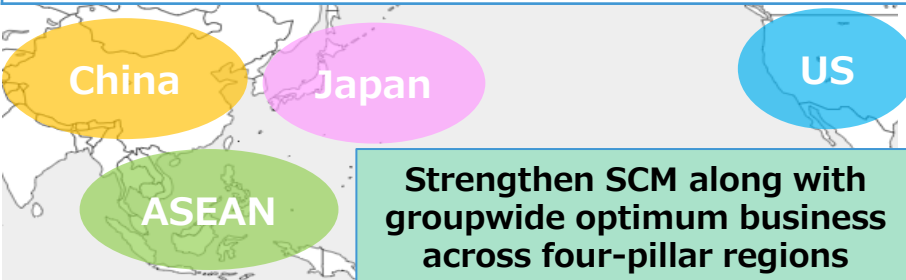 China
Japan
US
ASEAN
Strengthen SCM along with
groupwide optimum business
across four-pillar regions